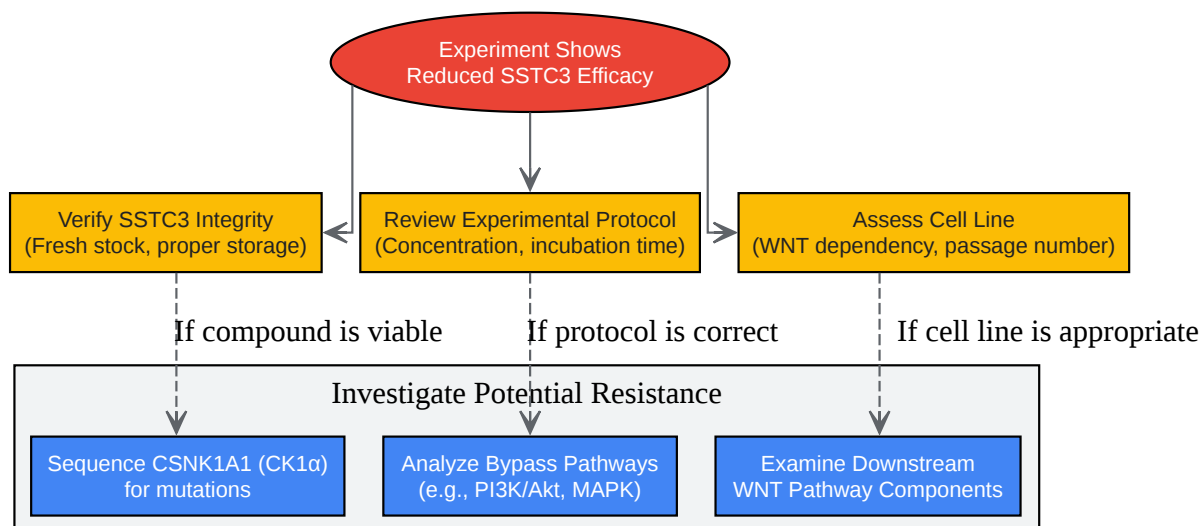 Experiment Shows
Reduced SSTC3 Efficacy
Verify SSTC3 Integrity
(Fresh stock, proper storage)
Review Experimental Protocol
(Concentration, incubation time)
Assess Cell Line
(WNT dependency, passage number)
If compound is viable
If protocol is correct
If cell line is appropriate
Investigate Potential Resistance
Sequence CSNK1A1 (CK1α)
for mutations
Analyze Bypass Pathways
(e.g., PI3K/Akt, MAPK)
Examine Downstream
WNT Pathway Components